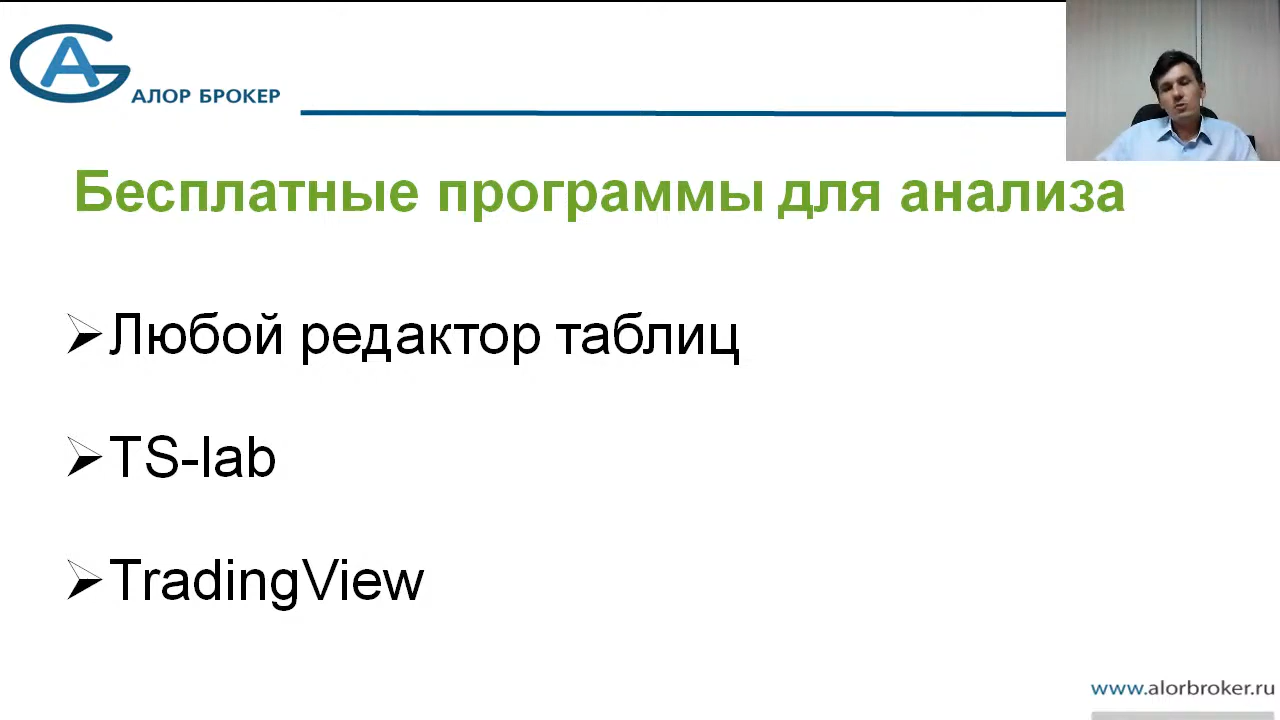 АЛОР БРОКЕР
Бесплатные программы для анализа
Любой редактор таблиц
TS-lab
TradingView
www.alorbroker.ru